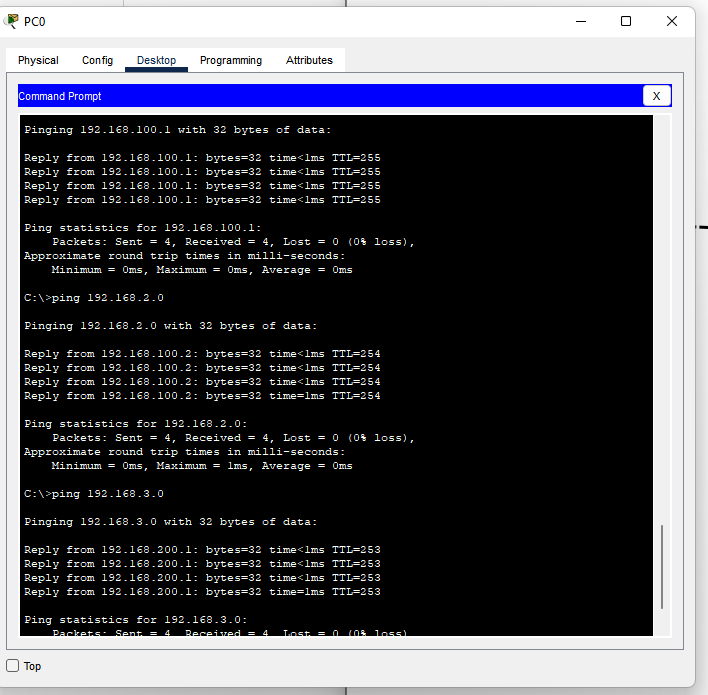 PC0
Physical Config Desktop Programming Attributes
Command Prompt X
Pinging 192.168.100.1 with 32 bytes of data:
Reply from 192.168.100.1: bytes=32 time<1ms TTL=255
Reply from 192.168.100.1: bytes=32 time<1ms TTL=255
Reply from 192.168.100.1: bytes=32 time<1ms TTL=255
Reply from 192.168.100.1: bytes=32 time<1ms TTL=255
Ping statistics for 192.168.100.1:
Packets: Sent = 4, Received = 4, Lost = 0 (0% loss),
Approximate round trip times in milli-seconds:
Minimum = 0ms, Maximum = 0ms, Average = 0ms
C:\>ping 192.168.2.0
Pinging 192.168.2.0 with 32 bytes of data:
Reply from 192.168.100.2: bytes=32 time<1ms TTL=254
Reply from 192.168.100.2: bytes=32 time<1ms TTL=254
Reply from 192.168.100.2: bytes=32 time<1ms TTL=254
Reply from 192.168.100.2: bytes=32 time=1ms TTL=254
Ping statistics for 192.168.2.0:
Packets: Sent = 4, Received = 4, Lost = 0 (0% loss),
Approximate round trip times in milli-seconds:
Minimum = 0ms, Maximum = 1ms, Average = 0ms
C:\>ping 192.168.3.0
Pinging 192.168.3.0 with 32 bytes of data:
Reply from 192.168.200.1: bytes=32 time<1ms TTL=253
Reply from 192.168.200.1: bytes=32 time<1ms TTL=253
Reply from 192.168.200.1: bytes=32 time<1ms TTL=253
Reply from 192.168.200.1: bytes=32 time=1ms TTL=253
Ping statistics for 192.168.3.0:
Packets: Sent = 4, Received = 4, Lost = 0 (0% loss),
Top